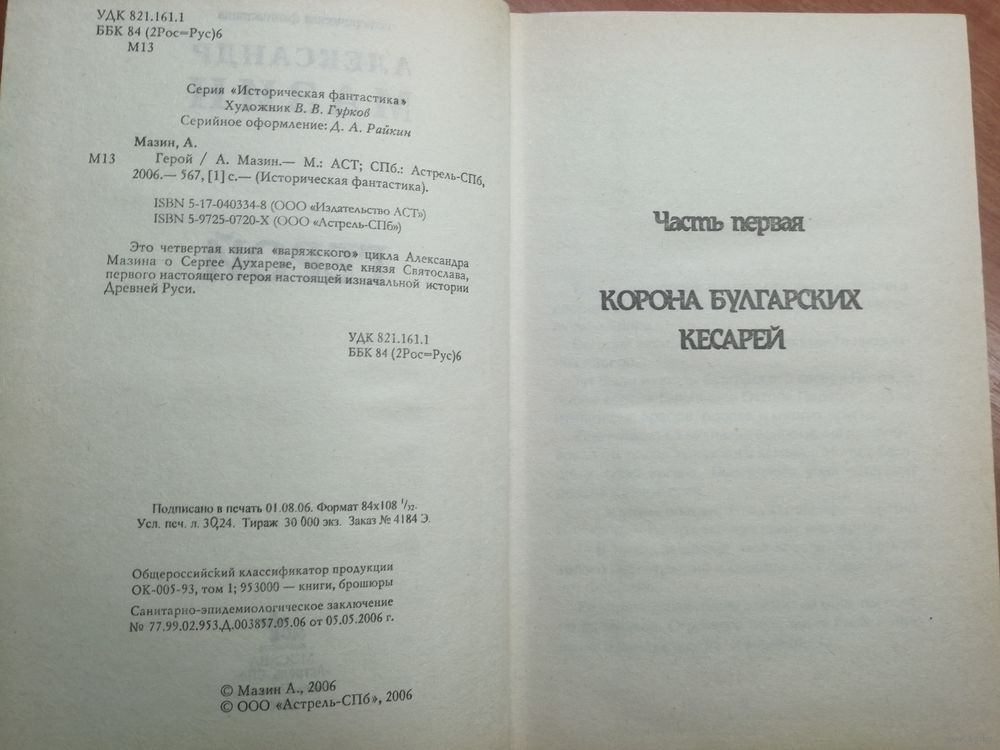 УДК 821.161.1
ББК 84 (2Рос=Рус)6
М13
Серия «Историческая фантастика»
Художник В. В. Гурков
Серийное оформление: Д. А. Райкин
Мазин, А.
М13 Герой / А. Мазин.— М.: АСТ; СПб.: Астрель-СПб,
2006.— 567, [1] с.— (Историческая фантастика).
ISBN 5-17-040334-8 (ООО «Издательство АСТ»)
ISBN 5-9725-0720-X (ООО «Астрель-СПб»)
Это четвертая книга «варяжского» цикла Александра
Мазина о Сергее Духареве, воеводе князя Святослава,
первого настоящего героя настоящей изначальной истории
Древней Руси.
УДК 821.161.1
ББК 84 (2Рос=Рус)6
Подписано в печать 01.08.06. Формат 84х108 1/32.
Усл. печ. л. 30,24. Тираж 30 000 экз. Заказ № 4184 Э.
Общероссийский классификатор продукции
ОК-005-93, том 1; 953000 — книги, брошюры
Санитарно-эпидемиологическое заключение
№ 77.99.02.953.Д.003857.05.06 от 05.05.2006 г.
© Мазин А., 2006
© ООО «Астрель-СПб», 2006
Часть первая
КОРОНА БУЛГАРСКИХ
КЕСАРЕЙ